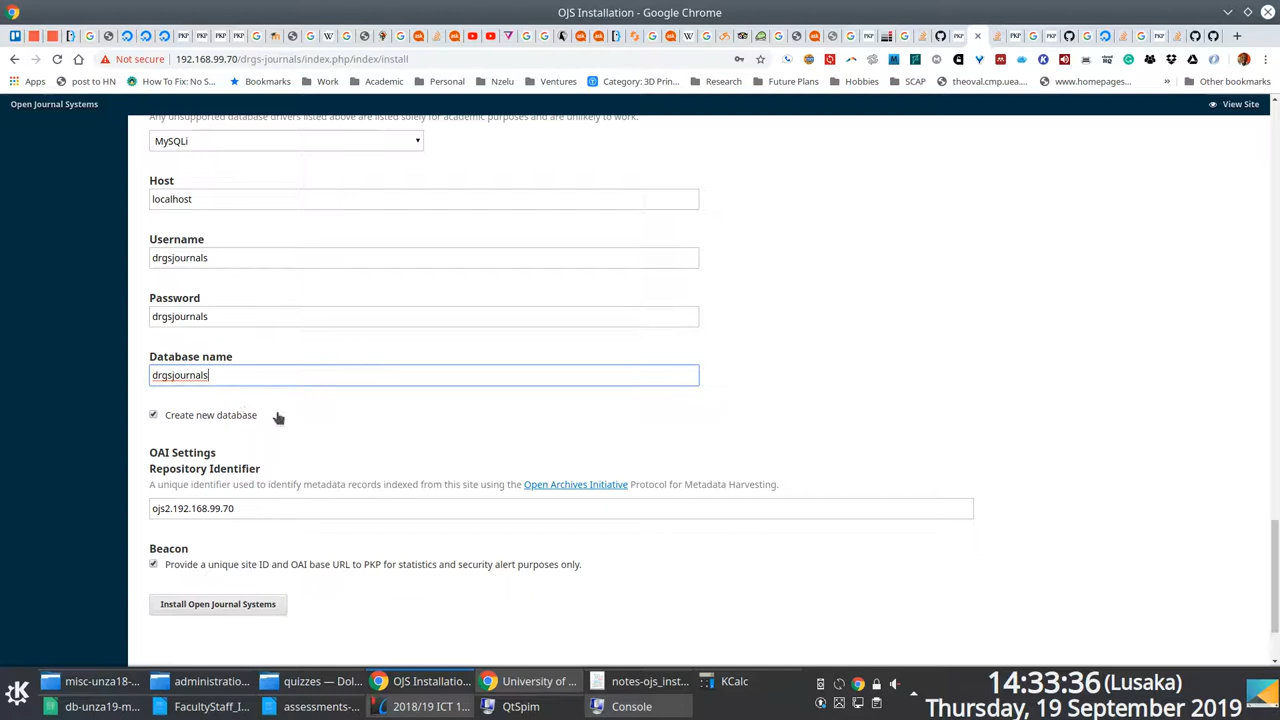 OJS Installation - Google Chrome
Not secure 192.168.99.70/drgsjournals/index.php/index/install
Apps post to HN How To Fix: No S... Bookmarks Work Academic Personal Nzelu Ventures Category: 3D Prin... Research Future Plans Hobbies SCAP theoval.cmp.uea.... www.homepages... » Other bookmarks
Open Journal Systems View Site
Any unsupported database drivers listed above are listed solely for academic purposes and are unlikely to work.
MySQLi
Host
localhost
Username
drgsjournals
Password
drgsjournals
Database name
drgsjournals
Create new database
OAI Settings
Repository Identifier
A unique identifier used to identify metadata records indexed from this site using the Open Archives Initiative Protocol for Metadata Harvesting.
ojs2.192.168.99.70
Beacon
Provide a unique site ID and OAI base URL to PKP for statistics and security alert purposes only.
Install Open Journal Systems
misc-unza18-... administratio... quizzes — Dol... OJS Installatio... University of ... notes-ojs_inst... KCalc
db-unza19-m... FacultyStaff_I... assessments-... 2018/19 ICT 1... QtSpim Console
14:33:36 (Lusaka)
Thursday, 19 September 2019